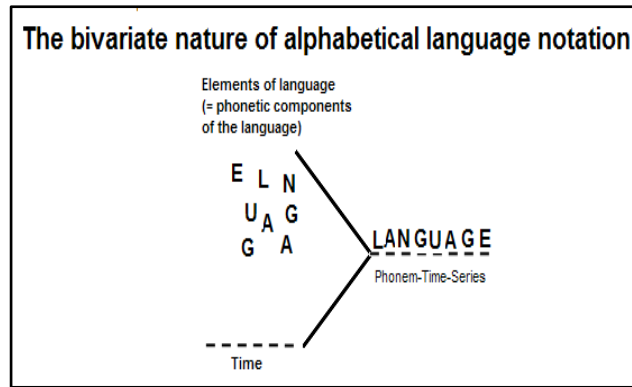 The bivariate nature of alphabetical language notation
Elements of language
(= phonetic components
of the language)
E L N
U A G
G A
LANGUAGE
Phonem-Time-Series
Time